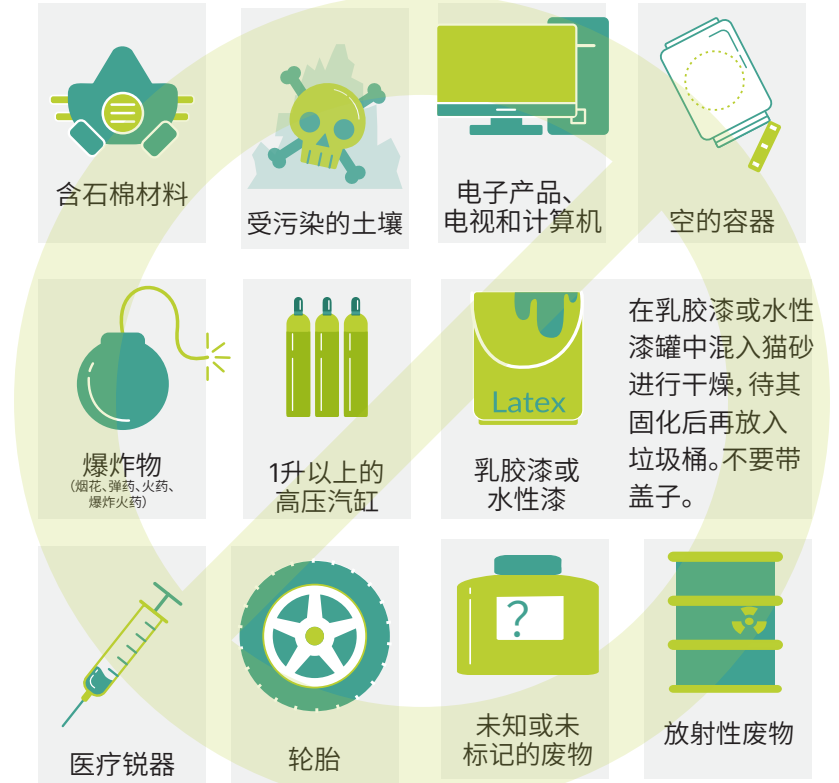 含石棉材料
受污染的土壤
电子产品、
电视和计算机
空的容器
爆炸物
（烟花、弹药、火药、
爆炸火药）
1升以上的
高压汽缸
Latex
乳胶漆或
水性漆
在乳胶漆或水性
漆罐中混入猫砂
进行干燥，待其
固化后再放入
垃圾桶。不要带
盖子。
医疗锐器
轮胎
?
未知或未
标记的废物
放射性废物